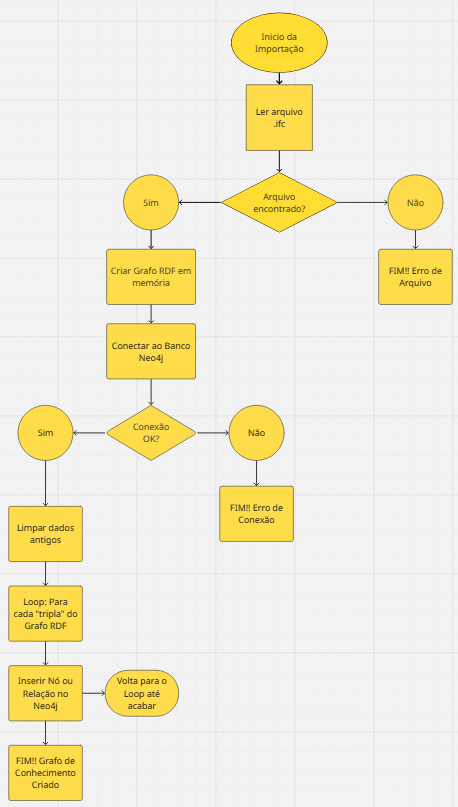 Inicio da
Importação
Ler arquivo
.ifc
Arquivo
encontrado?
Sim
Não
Criar Grafo RDF em
memória
FIM!! Erro de
Arquivo
Conectar ao Banco
Neo4j
Conexão
OK?
Sim
Não
FIM!! Erro de
Conexão
Limpar dados
antigos
Loop: Para
cada "tripla" do
Grafo RDF
Inserir Nó ou
Relação no
Neo4j
Volta para o
Loop até
acabar
FIM!! Grafo de
Conhecimento
Criado